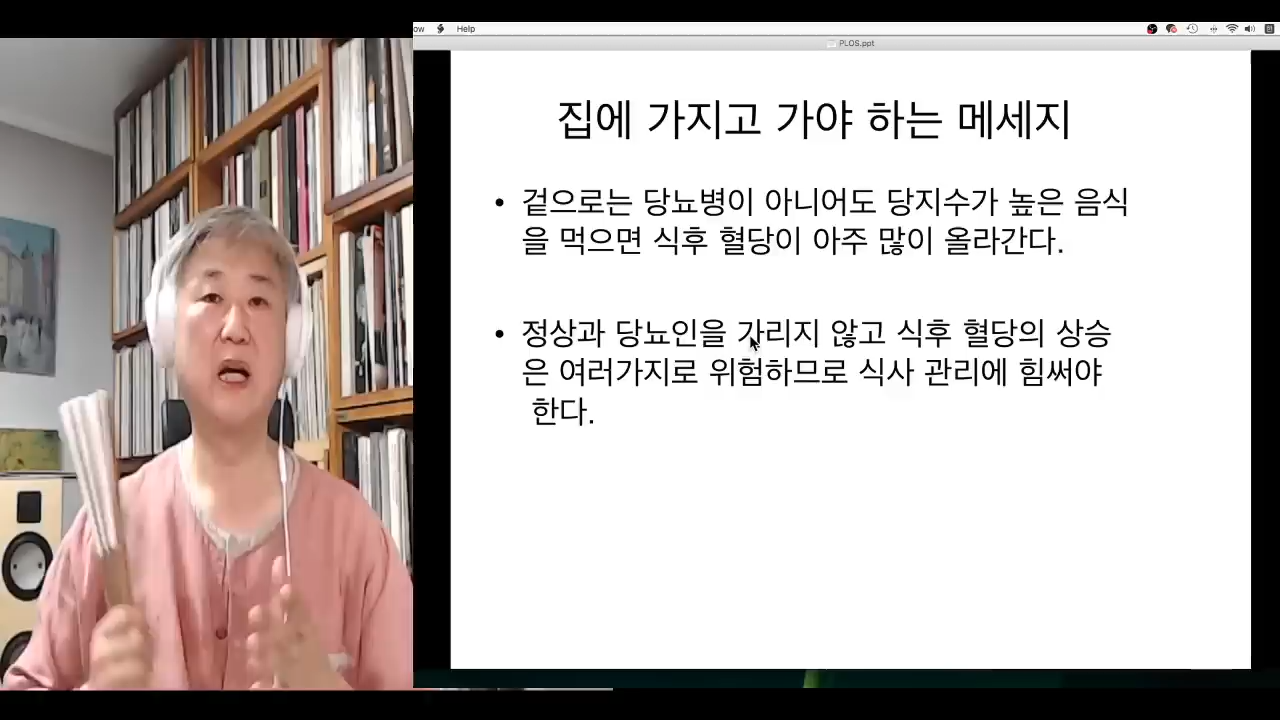 ow Help
PLOS.ppt
집에 가지고 가야 하는 메세지
• 겉으로는 당뇨병이 아니어도 당지수가 높은 음식
을 먹으면 식후 혈당이 아주 많이 올라간다.
• 정상과 당뇨인을 가리지 않고 식후 혈당의 상승
은 여러가지로 위험하므로 식사 관리에 힘써야
한다.